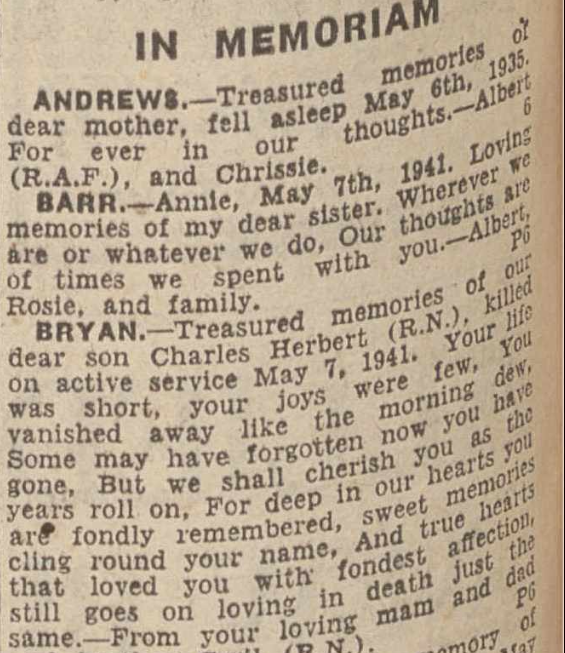 IN MEMORIAM
ANDREWS.—Treasured memories of
dear mother, fell asleep May 6th, 1935.
For ever in our thoughts.—Albert
(R.A.F.), and Chrissie. 6
BARR.—Annie, May 7th, 1941. Loving
memories of my dear sister. Wherever we
are or whatever we do, Our thoughts are
of times we spent with you.—Albert,
Rosie, and family. P6
BRYAN.—Treasured memories of our
dear son Charles Herbert (R.N.), killed
on active service May 7, 1941. Your life
was short, your joys were few, You
vanished away like the morning dew,
Some may have forgotten now you have
gone, But we shall cherish you as the
years roll on, For deep in our hearts you
are fondly remembered, sweet memories
cling round your name, And true hearts
that loved you with fondest affection,
still goes on loving in death just the
same.—From your loving mam and dad
(R.N.). P6
memory of
May